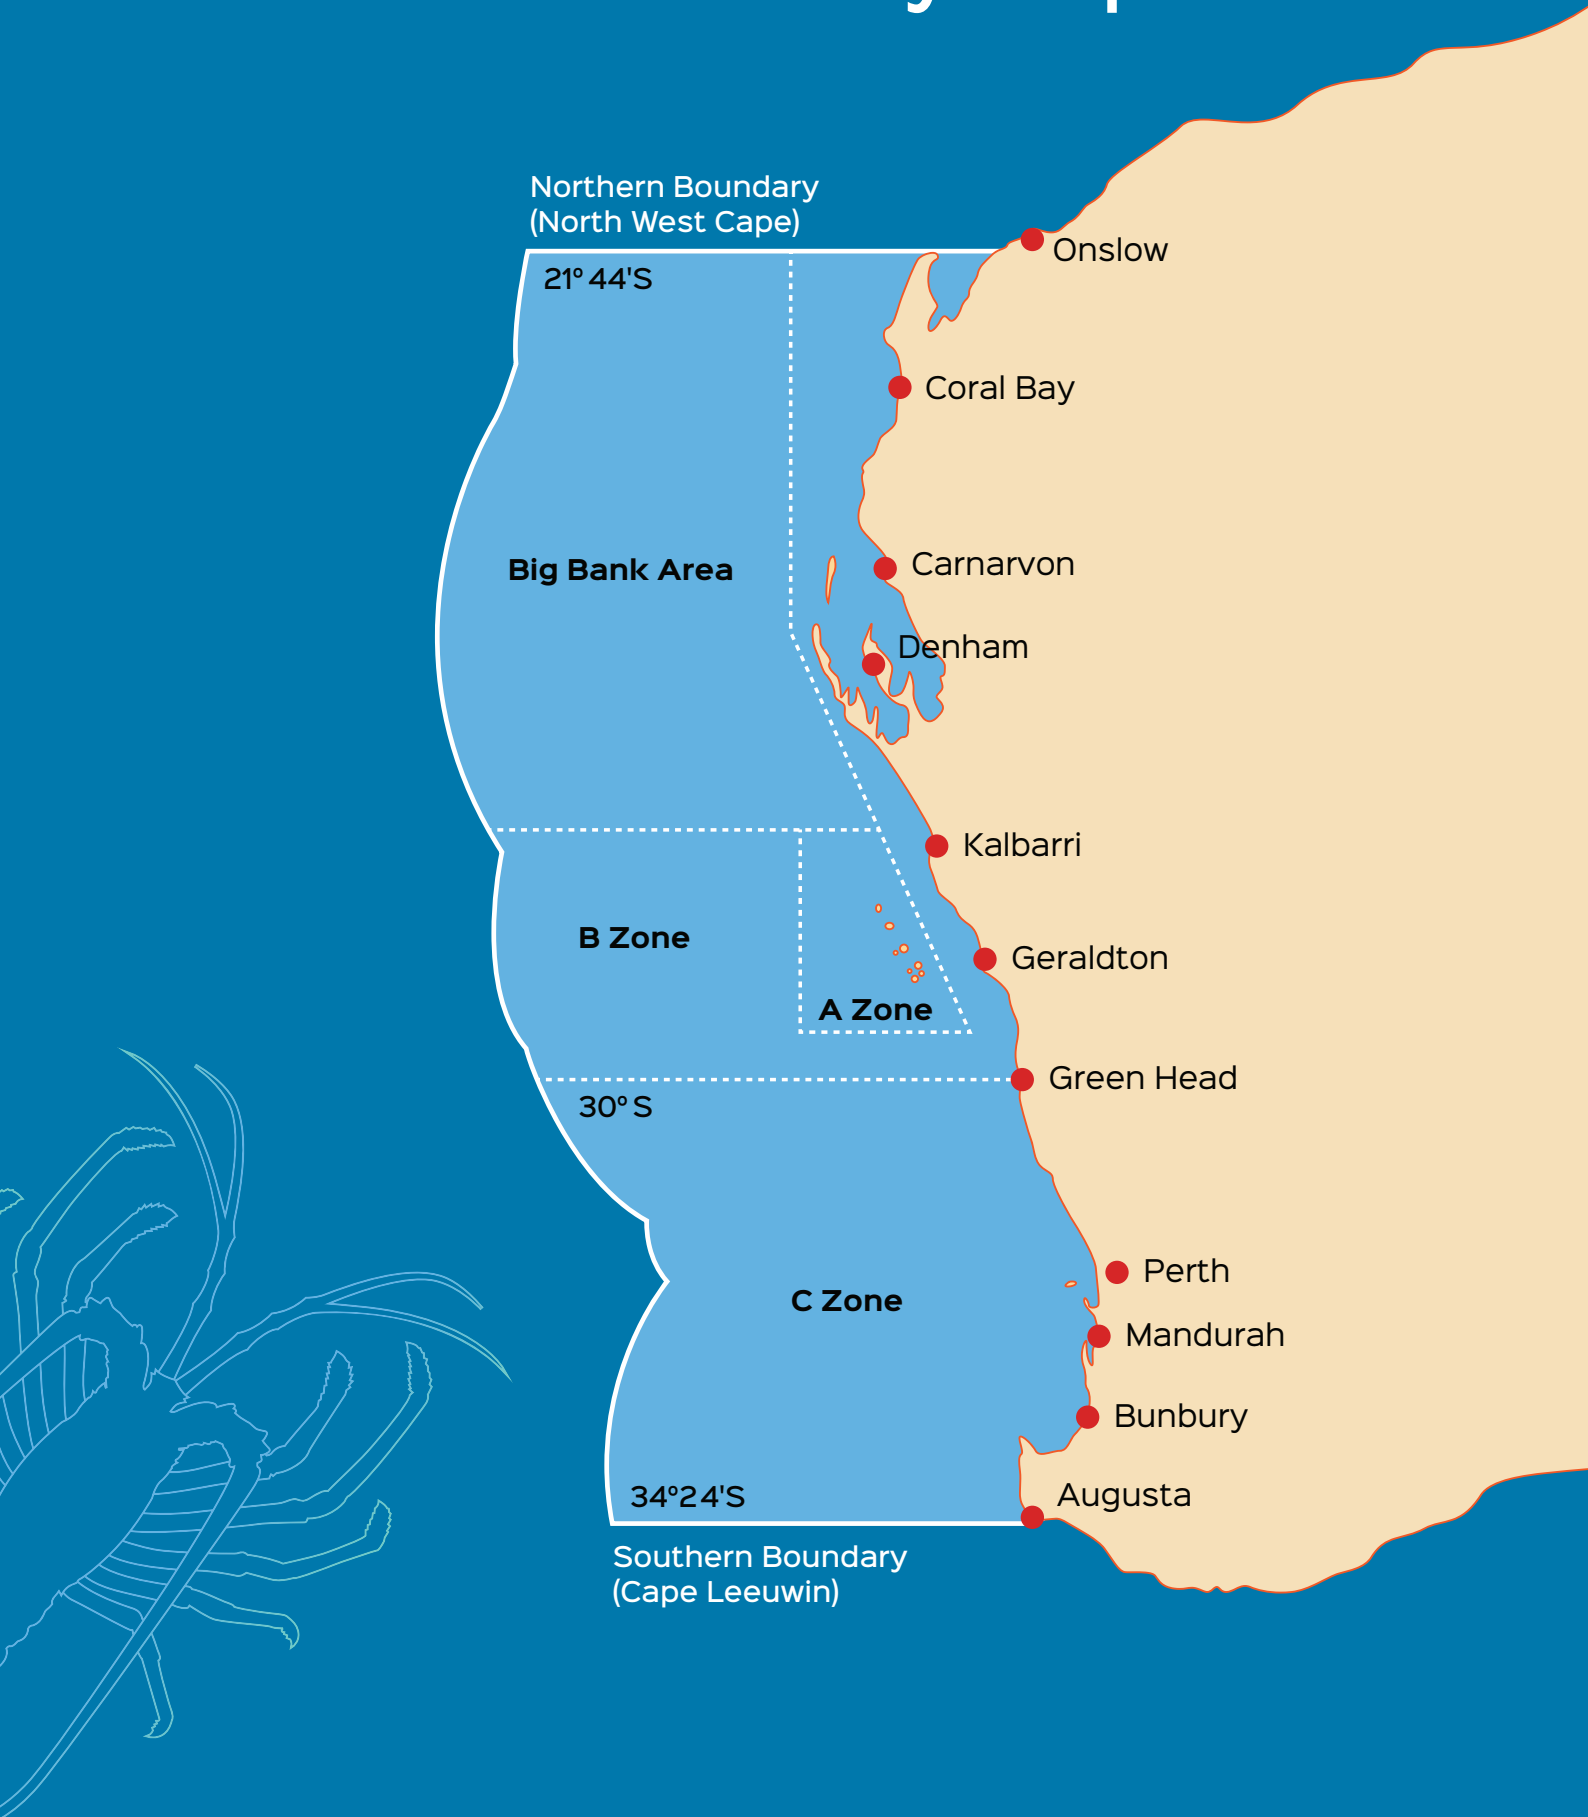 Northern Boundary
(North West Cape)
Onslow
21° 44'S
Coral Bay
Carnarvon
Big Bank Area
Denham
Kalbarri
B Zone
Geraldton
A Zone
Green Head
30° S
Perth
C Zone
Mandurah
Bunbury
Augusta
34°24'S
Southern Boundary
(Cape Leeuwin)